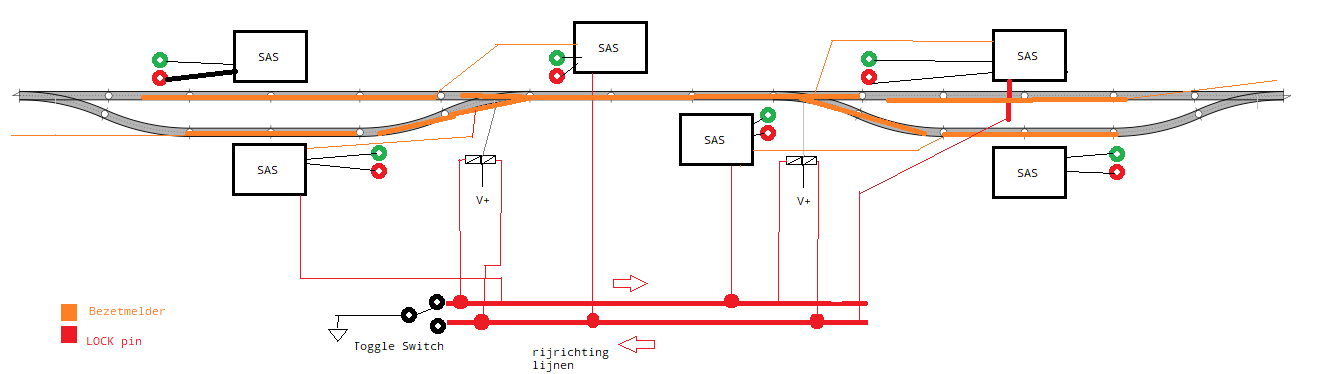 SAS
SAS
SAS
SAS
SAS
SAS
V+
V+
Bezetmelder
LOCK pin
Toggle Switch
rijrichting
lijnen